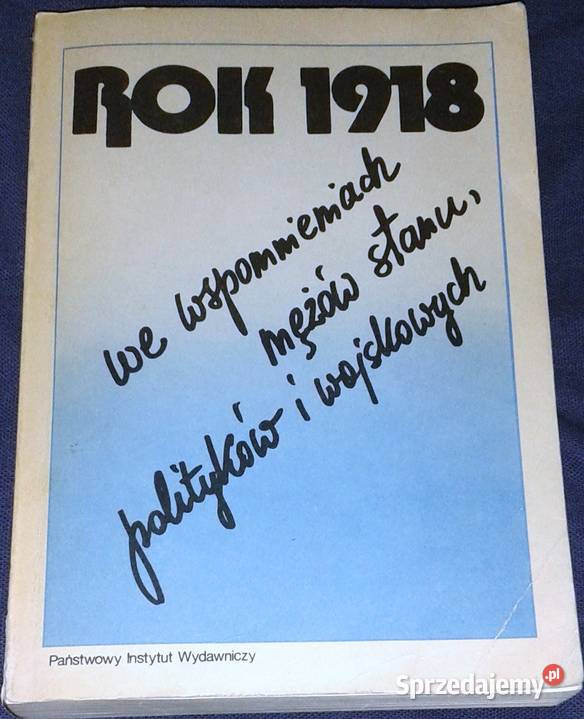 ROK 1918
we wspomnieniach
mężów stanu,
polityków i wojskowych
Państwowy Instytut Wydawniczy
Sprzedajemy.pl